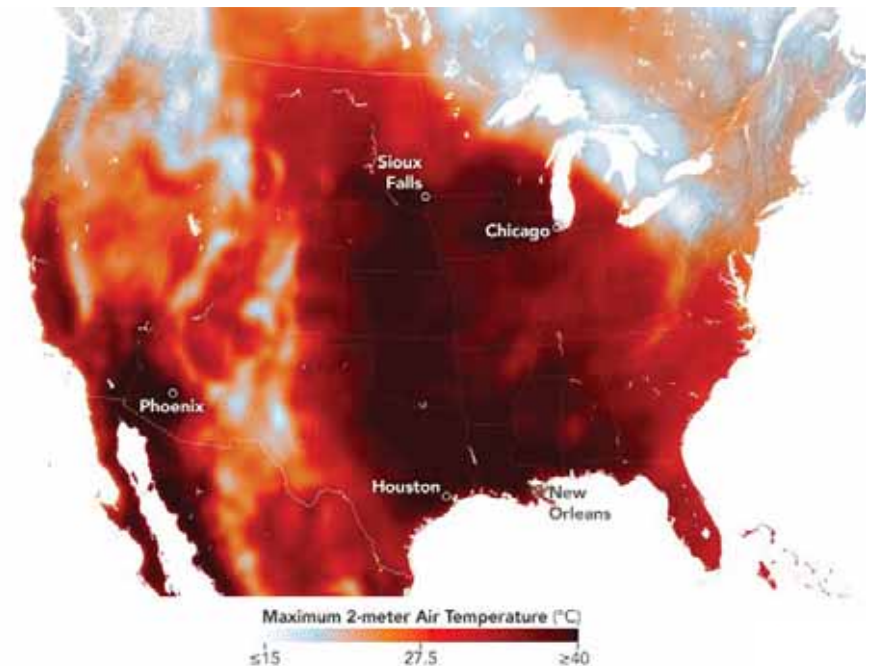 Sioux
Falls
Chicago
Phoenix
Houston
New
Orleans
Maximum 2-meter Air Temperature (°C)
≤15 27.5 ≥40